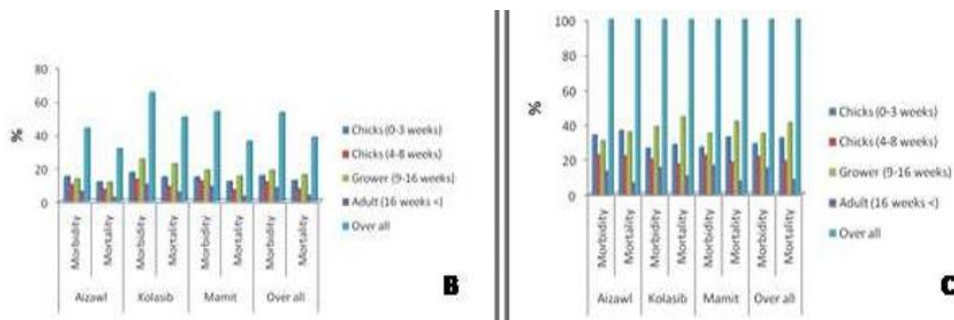 80
60
40
20
0
%
Chicks (0-3 weeks)
Chicks (4-8 weeks)
Grower (9-16 weeks)
Adult (16 weeks <)
Over all
Morbidity Mortality Morbidity Mortality Morbidity Mortality Morbidity Mortality
Aizawl Kolasib Mamit Over all
B
100
80
60
40
20
0
%
Chicks (0-3 weeks)
Chicks (4-8 weeks)
Grower (9-16 weeks)
Adult (16 weeks <)
Over all
Morbidity Mortality Morbidity Mortality Morbidity Mortality Morbidity Mortality
Aizawl Kolasib Mamit Over all
C